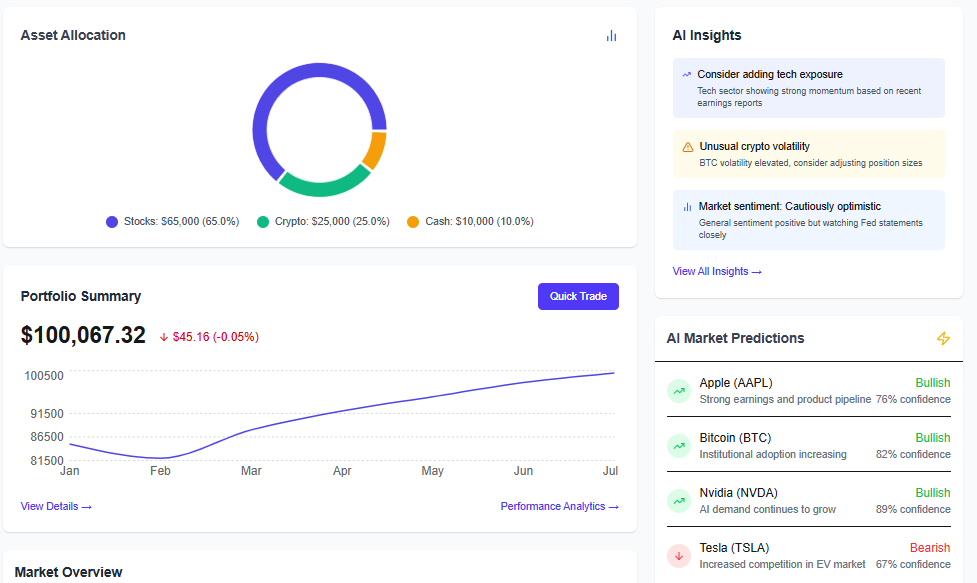 Asset Allocation
Stocks: $65,000 (65.0%)
Crypto: $25,000 (25.0%)
Cash: $10,000 (10.0%)
Portfolio Summary
Quick Trade
$100,067.32
$45.16 (-0.05%)
100500
91500
86500
81500
Jan
Feb
Mar
Apr
May
Jun
Jul
View Details →
Performance Analytics →
Market Overview
AI Insights
Consider adding tech exposure
Tech sector showing strong momentum based on recent
earnings reports
Unusual crypto volatility
BTC volatility elevated, consider adjusting position sizes
Market sentiment: Cautiously optimistic
General sentiment positive but watching Fed statements
closely
View All Insights →
AI Market Predictions
Apple (AAPL)
Bullish
Strong earnings and product pipeline
76% confidence
Bitcoin (BTC)
Bullish
Institutional adoption increasing
82% confidence
Nvidia (NVDA)
Bullish
AI demand continues to grow
89% confidence
Tesla (TSLA)
Bearish
Increased competition in EV market
67% confidence